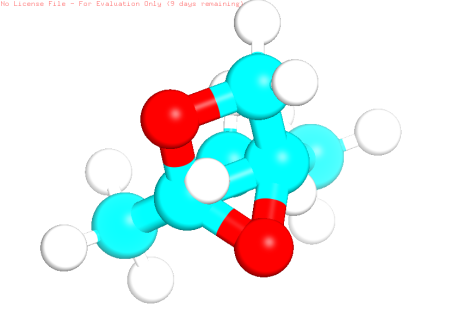 No License File - For Evaluation Only (9 days remaining)